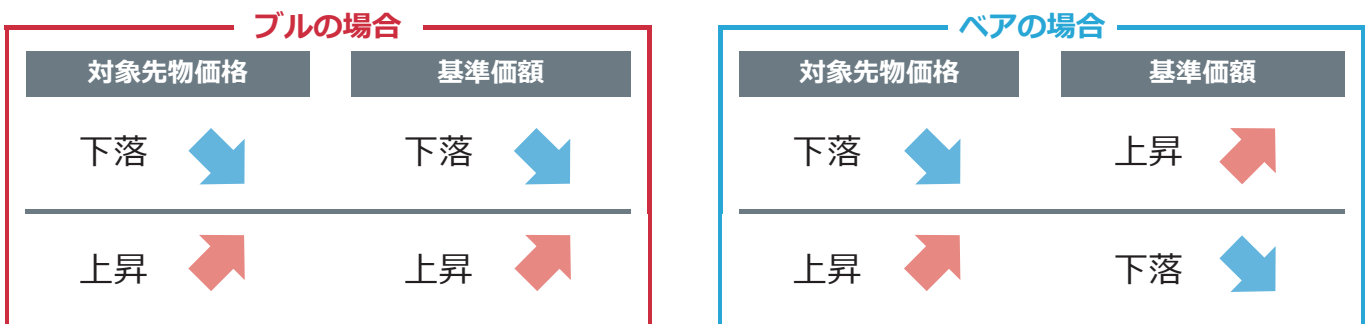 ブルの場合
対象先物価格 基準価額
下落 下落
上昇 上昇
ベアの場合
対象先物価格 基準価額
下落 上昇
上昇 下落